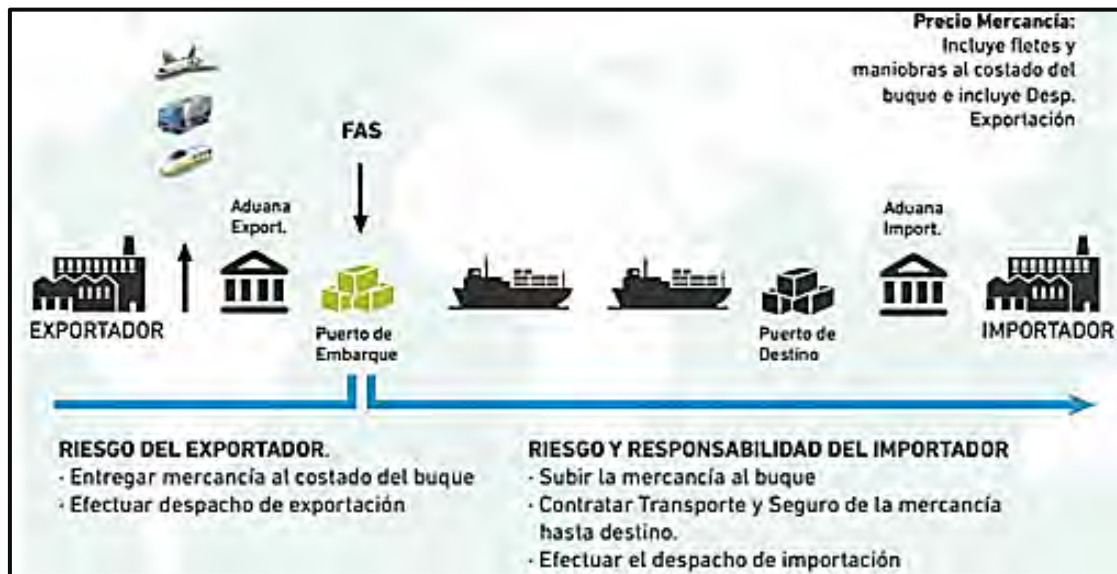 Precio Mercancía:
Incluye fletes y
maniobras al costado del
buque e incluye Desp.
Exportación
FAS
Aduana
Export.
Aduana
Import.
EXPORTADOR
Puerto de
Embarque
Puerto de
Destino
IMPORTADOR
RIESGO DEL EXPORTADOR.
· Entregar mercancía al costado del buque
· Efectuar despacho de exportación
RIESGO Y RESPONSABILIDAD DEL IMPORTADOR
· Subir la mercancía al buque
· Contratar Transporte y Seguro de la mercancía
hasta destino.
· Efectuar el despacho de importación